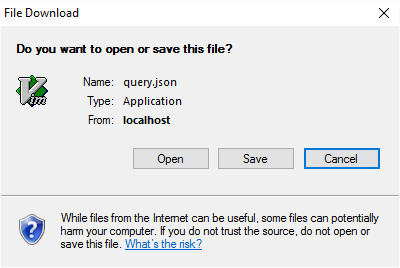 File Download
Do you want to open or save this file?
Vim
Name: query.json
Type: Application
From: localhost
Open Save Cancel
While files from the Internet can be useful, some files can potentially
harm your computer. If you do not trust the source, do not open or
save this file. What's the risk?